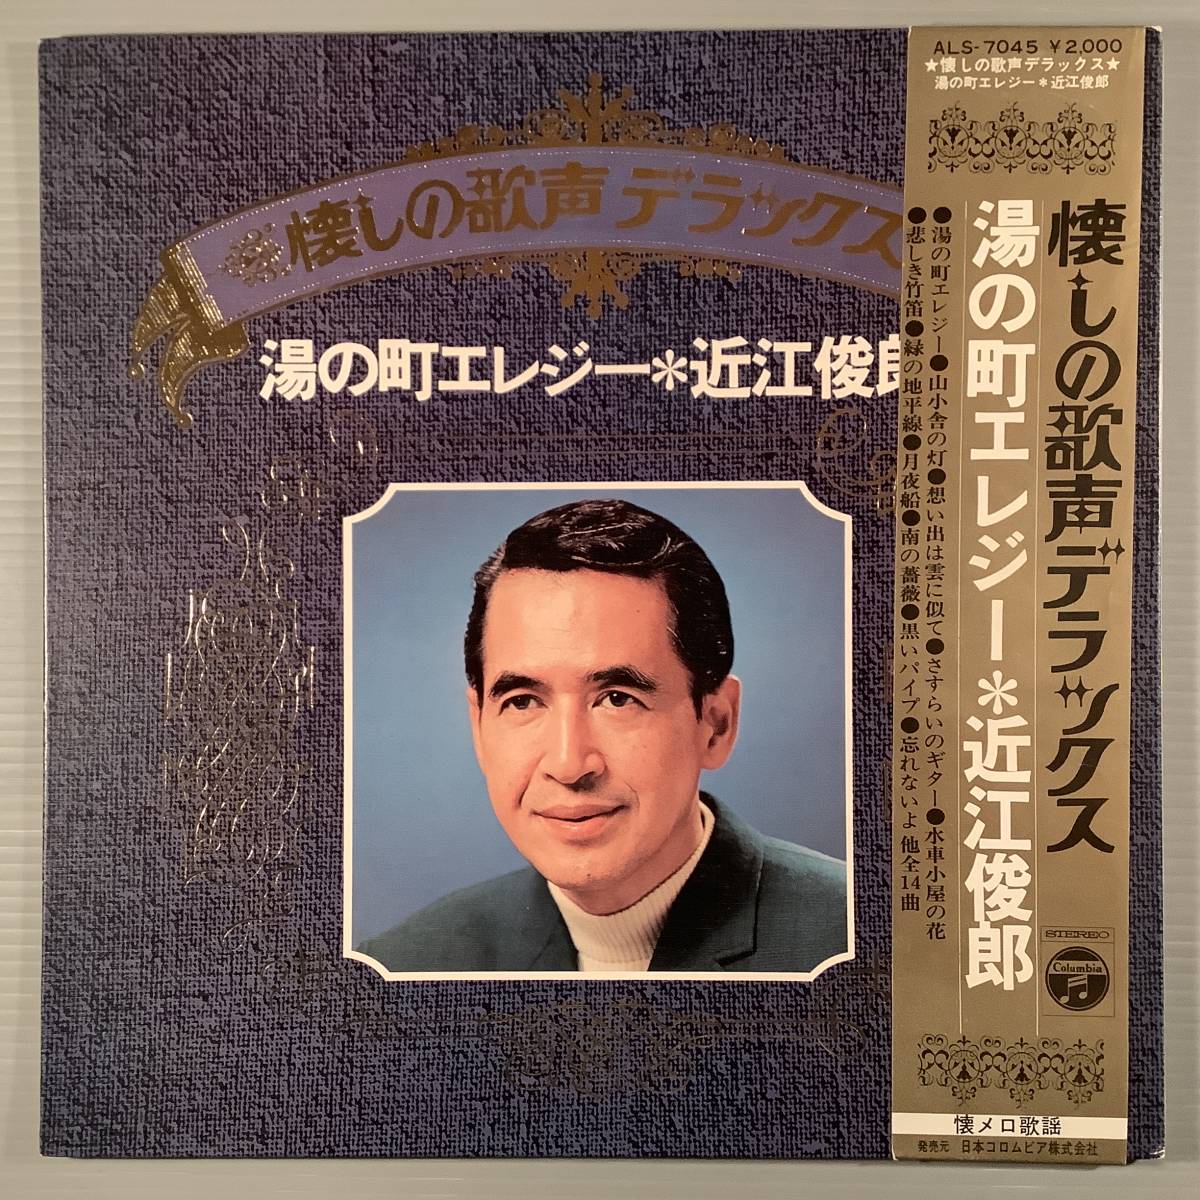 懐しの歌声デラックス
湯の町エレジー＊近江俊郎
ALS-7045 ¥2,000
★懐しの歌声デラックス★
湯の町エレジー＊近江俊郎
懐しの歌声デラックス
湯の町エレジー＊近江俊郎
●湯の町エレジー●山小舎の灯●想い出は雲に似て●さすらいのギター●水車小屋の花
●悲しき竹笛●緑の地平線●月夜船●南の薔薇●黒いパイプ●忘れないよ 他全14曲
STEREO
Columbia
懐メロ歌謡
発売元 日本コロムビア株式会社